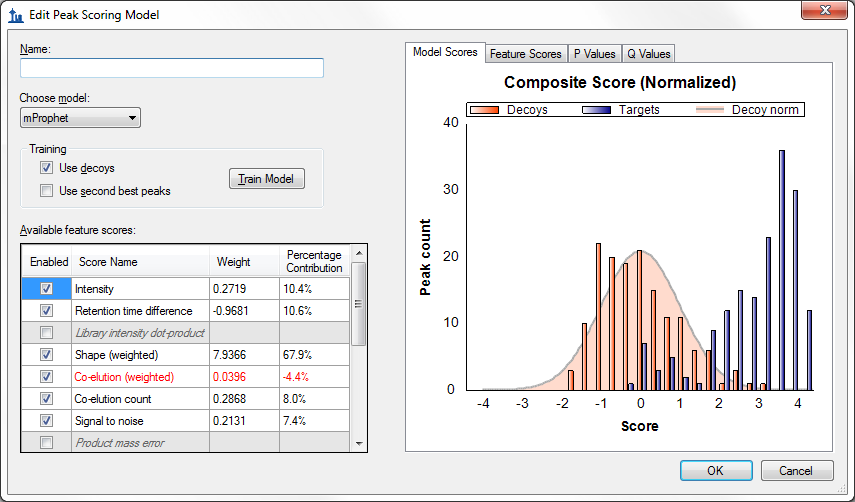 Edit Peak Scoring Model
Name:
Choose model:
mProphet
Training
Use decoys
Use second best peaks
Train Model
Available feature scores:
Enabled Score Name Weight Percentage Contribution
Intensity 0.2719 10.4%
Retention time difference -0.9681 10.6%
Library intensity dot-product
Shape (weighted) 7.9366 67.9%
Co-elution (weighted) 0.0396 -4.4%
Co-elution count 0.2868 8.0%
Signal to noise 0.2131 7.4%
Product mass error
Model Scores Feature Scores P Values Q Values
Composite Score (Normalized)
Decoys Targets Decoy norm
Peak count
40
30
20
10
0
-4 -3 -2 -1 0 1 2 3 4
Score
OK Cancel